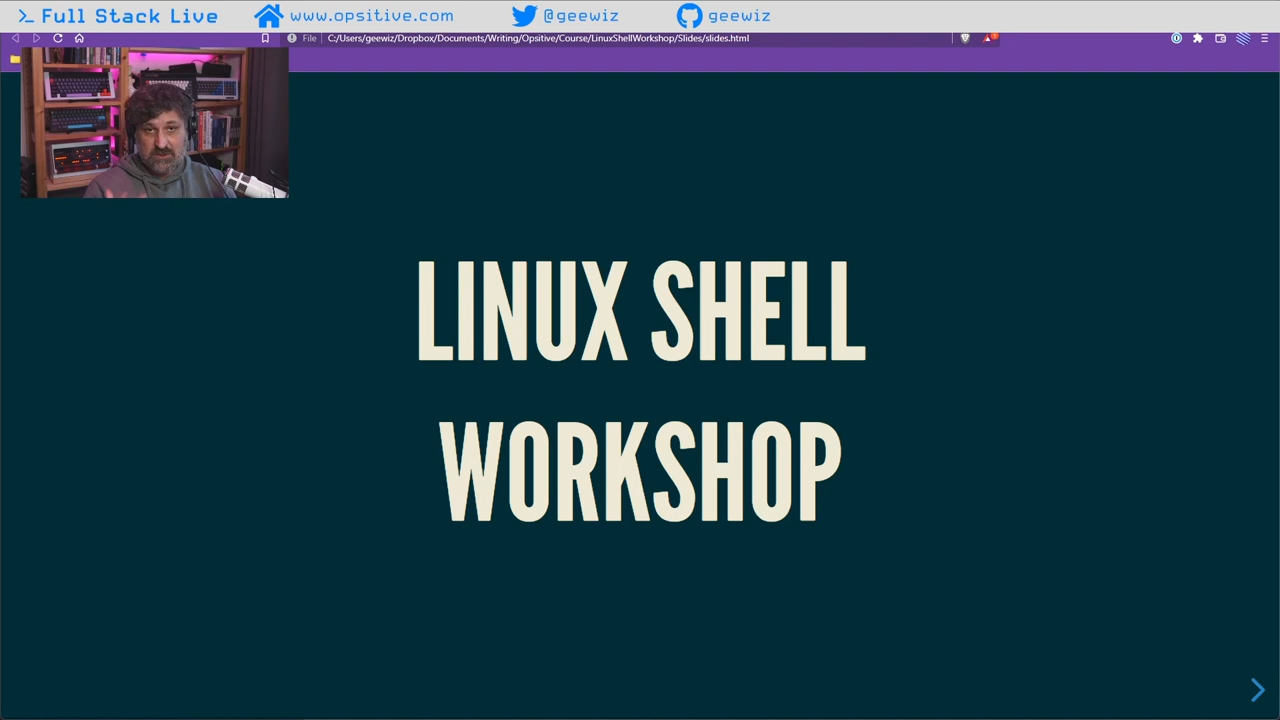 >_ Full Stack Live www.opsitive.com @geewiz geewiz
File C:/Users/geewiz/Dropbox/Documents/Writing/Opsitive/Course/LinuxShellWorkshop/Slides/slides.html
LINUX SHELL
WORKSHOP